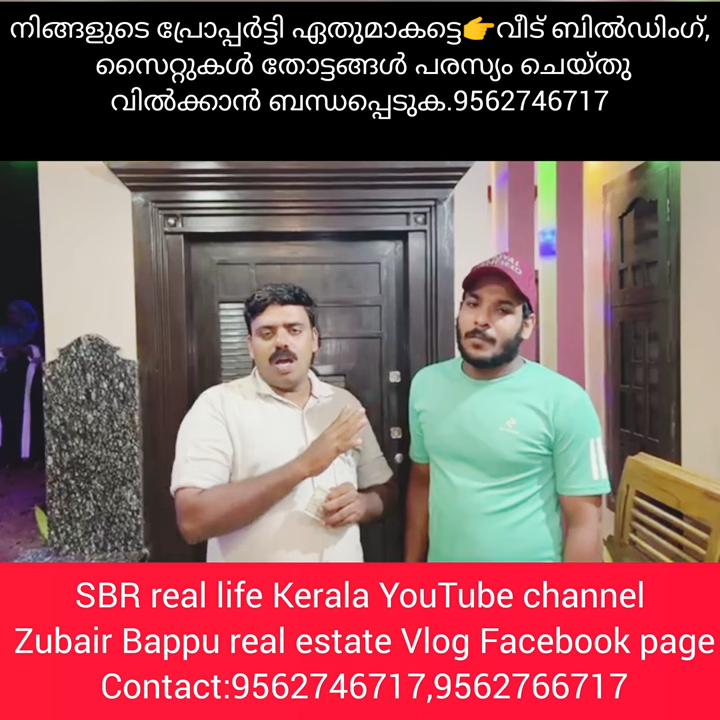 നിങ്ങളുടെ പ്രോപ്പർട്ടി ഏതുമാകട്ടെ👉വീട് ബിൽഡിംഗ്,
സൈറ്റുകൾ തോട്ടങ്ങൾ പരസ്യം ചെയ്തു
വിൽക്കാൻ ബന്ധപ്പെടുക.9562746717
SBR real life Kerala YouTube channel
Zubair Bappu real estate Vlog Facebook page
Contact:9562746717,9562766717